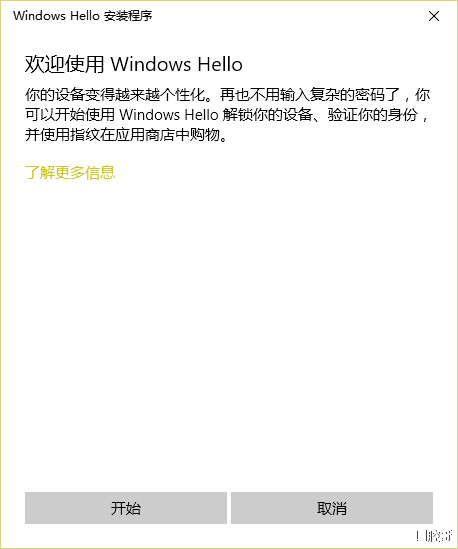 Windows Hello 安装程序
欢迎使用 Windows Hello
你的设备变得越来越个性化。再也不用输入复杂的密码了，你
可以开始使用 Windows Hello 解锁你的设备、验证你的身份，
并使用指纹在应用商店中购物。
了解更多信息
开始 取消